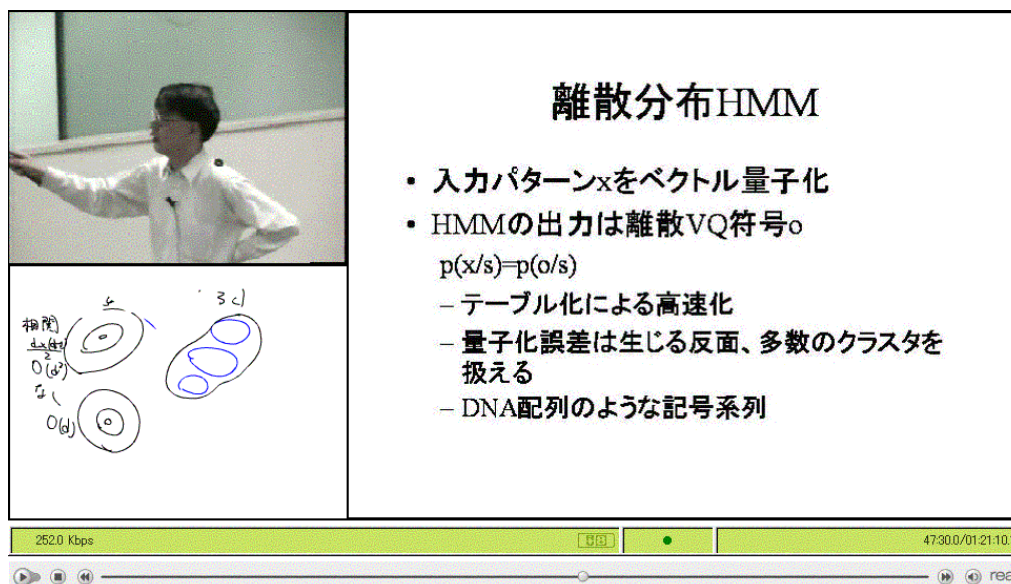 離散分布HMM
• 入力パターンxをベクトル量子化
• HMMの出力は離散VQ符号o
p(x/s)=p(o/s)
– テーブル化による高速化
– 量子化誤差は生じる反面、多数のクラスタを
扱える
– DNA配列のような記号系列
相関
O(d²)
なし
O(d)
252.0 Kbps
47:30.0/01:21:10.
rea